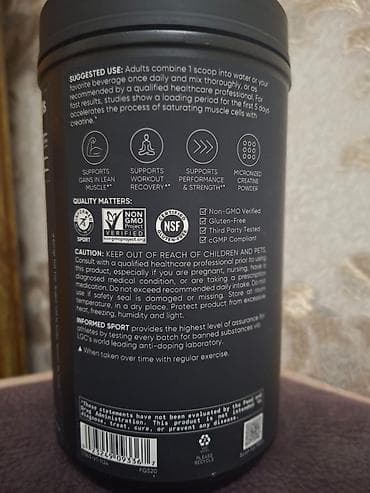 SUGGESTED USE: Adults combine 1 scoop into water or your
favorite beverage once daily and mix thoroughly, or as
recommended by a qualified healthcare professional. For
fast results, studies show a loading period for the first 5 days
accelerates the process of saturating muscle cells with
creatine.
SUPPORTS GAINS IN LEAN MUSCLE▲*
SUPPORTS WORKOUT RECOVERY▲*
SUPPORTS PERFORMANCE & STRENGTH▲*
MICRONIZED CREATINE POWDER
QUALITY MATTERS:
SPORT
NON
GMO
Project
VERIFIED
nongmoproject.org
CERTIFIED
NSF
GLUTEN-FREE
Non-GMO Verified
Gluten-Free
Third Party Tested
cGMP Compliant
CAUTION: KEEP OUT OF REACH OF CHILDREN AND PETS.
Consult with a qualified healthcare professional prior to using
this product, especially if you are pregnant, nursing, have a
diagnosed medical condition, or are taking a prescription
medication. Do not exceed recommended daily intake. Do not
use if safety seal is damaged or missing. Store at room
temperature, in a dry place. Protect product from excessive
heat, freezing, humidity and light.
INFORMED SPORT provides the highest level of assurance for
athletes by testing every batch for banned substances via
LGC's world leading anti-doping laboratory.
▲ When taken over time with regular exercise.
*These statements have not been evaluated by the Food and
Drug Administration. This product is not intended to
diagnose, treat, cure, or prevent any disease.
PLEASE
RECYCLE